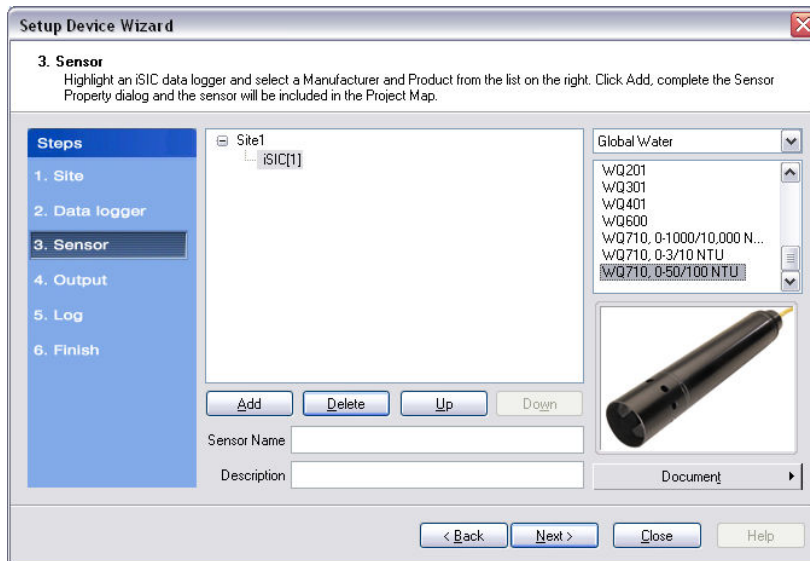 Setup Device Wizard
3. Sensor
Highlight an iSIC data logger and select a Manufacturer and Product from the list on the right. Click Add, complete the Sensor
Property dialog and the sensor will be included in the Project Map.
Steps
1. Site
2. Data logger
3. Sensor
4. Output
5. Log
6. Finish
Site1
iSIC[1]
Global Water
WQ201
WQ301
WQ401
WQ600
WQ710, 0-1000/10,000 N...
WQ710, 0-3/10 NTU
WQ710, 0-50/100 NTU
Add
Delete
Up
Down
Sensor Name
Description
Document
< Back
Next >
Close
Help